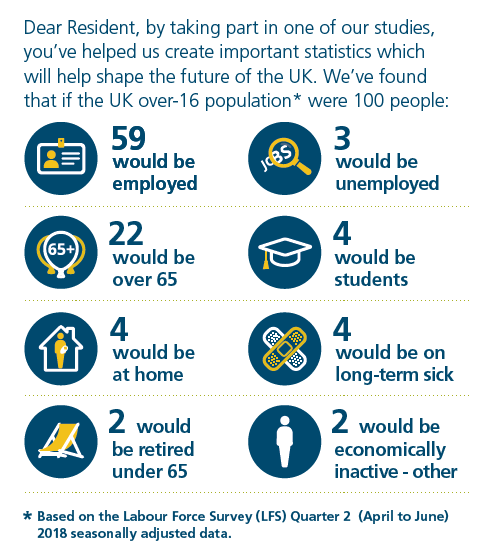 Dear Resident, by taking part in one of our studies,
you’ve helped us create important statistics which
will help shape the future of the UK. We’ve found
that if the UK over-16 population* were 100 people:
59
would be
employed
JOBS
3
would be
unemployed
65+
22
would be
over 65
4
would be
students
4
would be
at home
4
would be on
long-term sick
2 would
be retired
under 65
2 would be
economically
inactive - other
* Based on the Labour Force Survey (LFS) Quarter 2 (April to June)
2018 seasonally adjusted data.